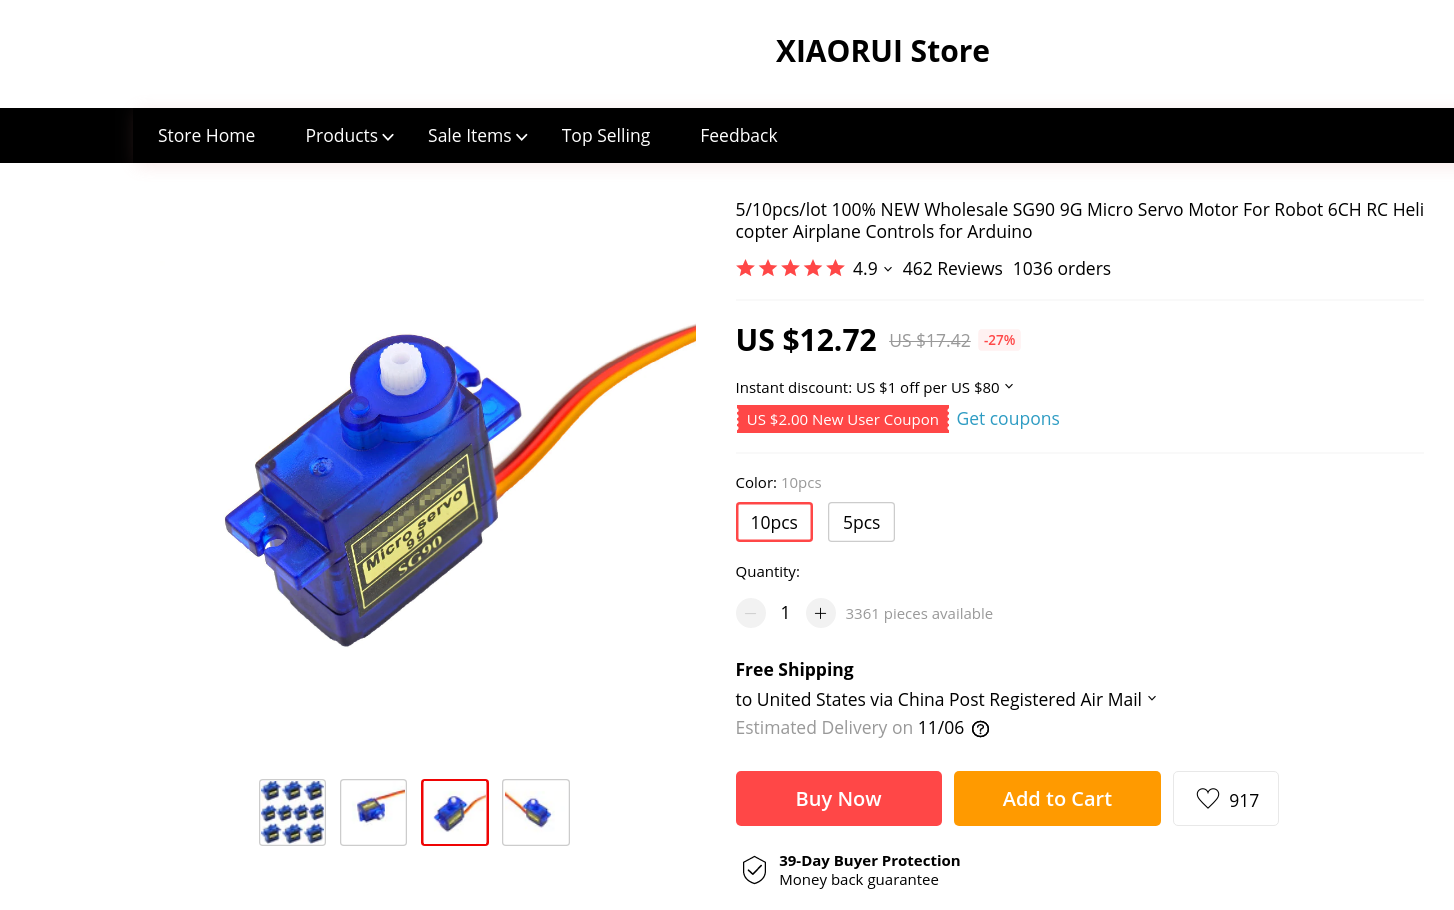 XIAORUI Store
Store Home Products Sale Items Top Selling Feedback
5/10pcs/lot 100% NEW Wholesale SG90 9G Micro Servo Motor For Robot 6CH RC Heli
copter Airplane Controls for Arduino
4.9 462 Reviews 1036 orders
US $12.72 US $17.42 -27%
Instant discount: US $1 off per US $80
US $2.00 New User Coupon Get coupons
Color: 10pcs
10pcs 5pcs
Quantity:
1 + 3361 pieces available
Free Shipping
to United States via China Post Registered Air Mail
Estimated Delivery on 11/06
Buy Now Add to Cart 917
39-Day Buyer Protection
Money back guarantee
Micro servo
9g
SG90